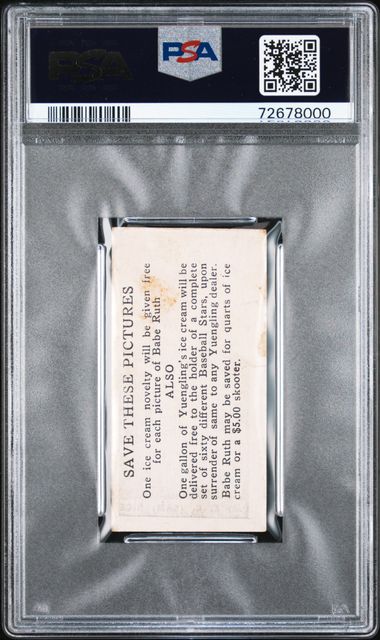 PSA
PSA
72678000
SAVE THESE PICTURES
One ice cream novelty will be given free
for each picture of Babe Ruth
ALSO
One gallon of Yuengling's ice cream will be
delivered free to the holder of a complete
set of sixty different Baseball Stars, upon
surrender of same to any Yuengling dealer.
Babe Ruth may be saved for quarts of ice
cream or a $5.00 skooter.